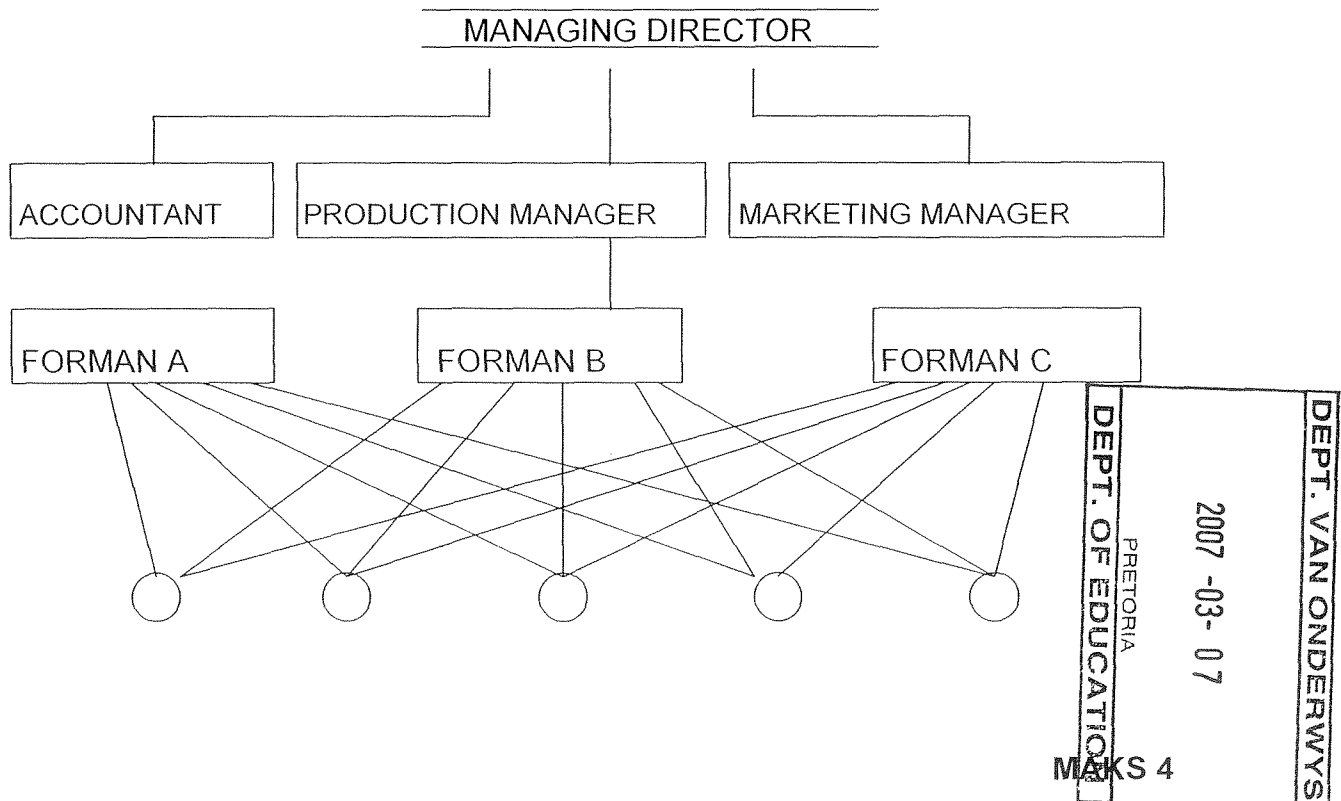 MANAGING DIRECTOR
ACCOUNTANT
PRODUCTION MANAGER
MARKETING MANAGER
FORMAN A
FORMAN B
FORMAN C
DEPT. VAN ONDERWYS
2007 -03- 07
PRETORIA
DEPT. OF EDUCATION
MAKS 4